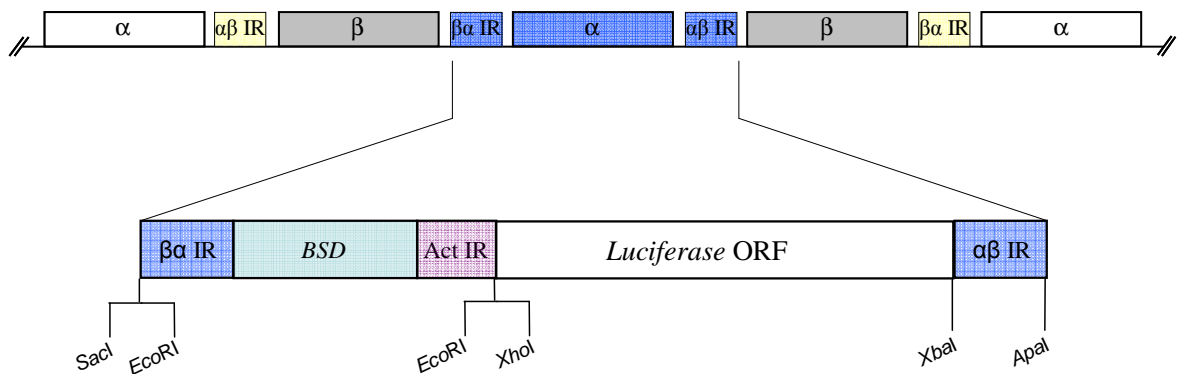 α αβ IR β βα IR α αβ IR β βα IR α
βα IR BSD Act IR Luciferase ORF αβ IR
SacI EcoRI EcoRI XhoI XbaI ApaI